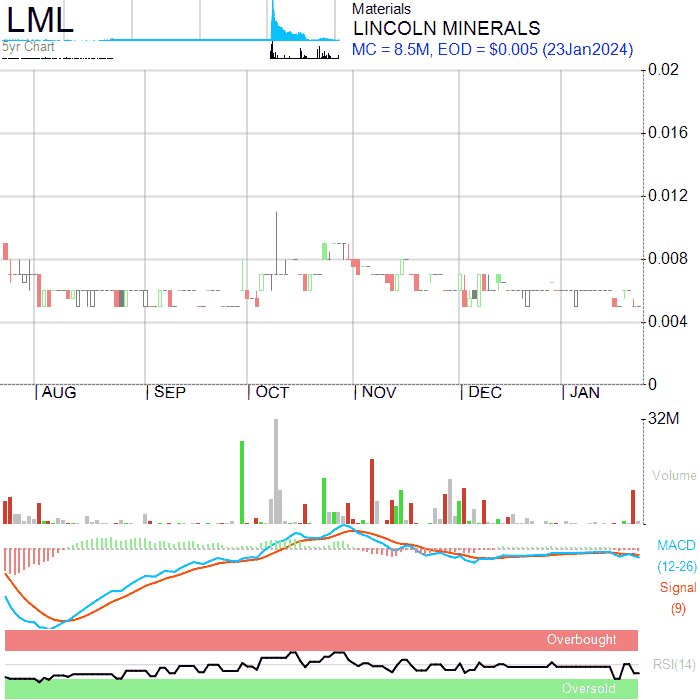 LML
5yr Chart
Materials
LINCOLN MINERALS
MC = 8.5M, EOD = $0.005 (23Jan2024)
0.02
0.016
0.012
0.008
0.004
0
AUG SEP OCT NOV DEC JAN
32M
Volume
MACD
(12-26)
Signal
(9)
Overbought
RSI(14)
Oversold